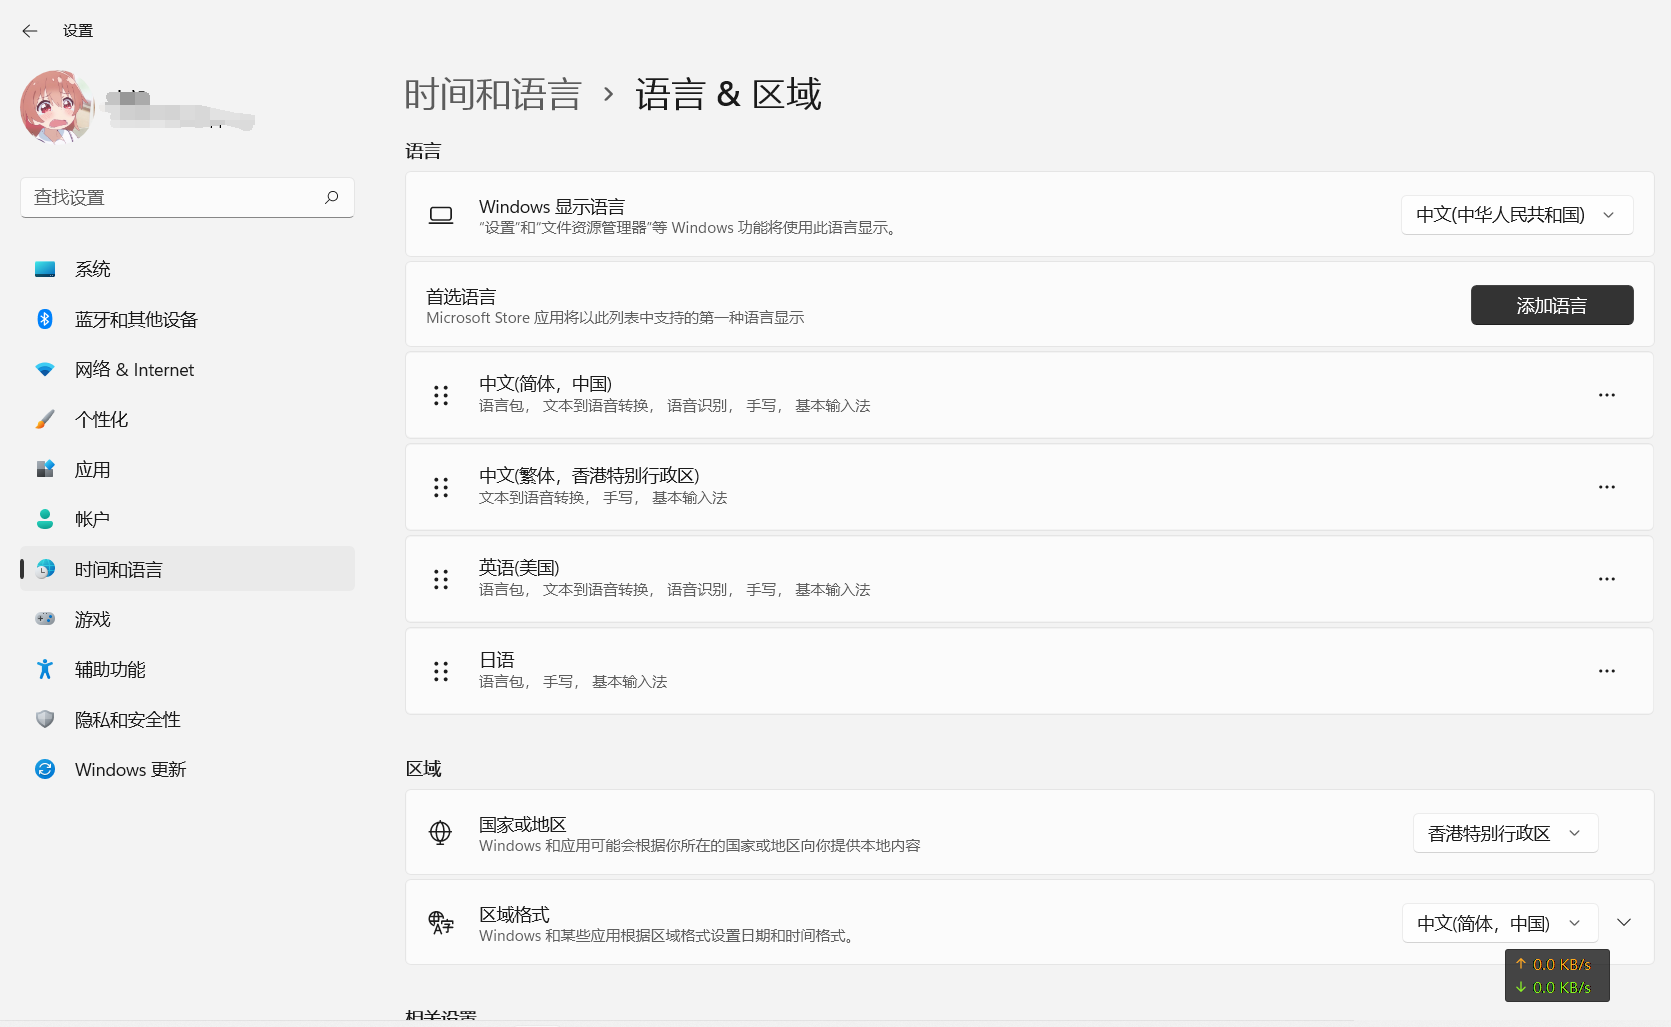 设置
查找设置
系统
蓝牙和其他设备
网络 & Internet
个性化
应用
帐户
时间和语言
游戏
辅助功能
隐私和安全性
Windows 更新
时间和语言 › 语言 & 区域
语言
Windows 显示语言
中文(中华人民共和国)
“设置”和“文件资源管理器”等 Windows 功能将使用此语言显示。
首选语言
添加语言
Microsoft Store 应用将以此列表中支持的第一种语言显示
中文(简体，中国)
语言包， 文本到语音转换， 语音识别， 手写， 基本输入法
中文(繁体，香港特别行政区)
文本到语音转换， 手写， 基本输入法
英语(美国)
语言包， 文本到语音转换， 语音识别， 手写， 基本输入法
日语
语言包， 手写， 基本输入法
区域
国家或地区
香港特别行政区
Windows 和应用可能会根据你所在的国家或地区向你提供本地内容
区域格式
中文(简体，中国)
Windows 和某些应用根据区域格式设置日期和时间格式。
↑ 0.0 KB/s
↓ 0.0 KB/s
相关设置